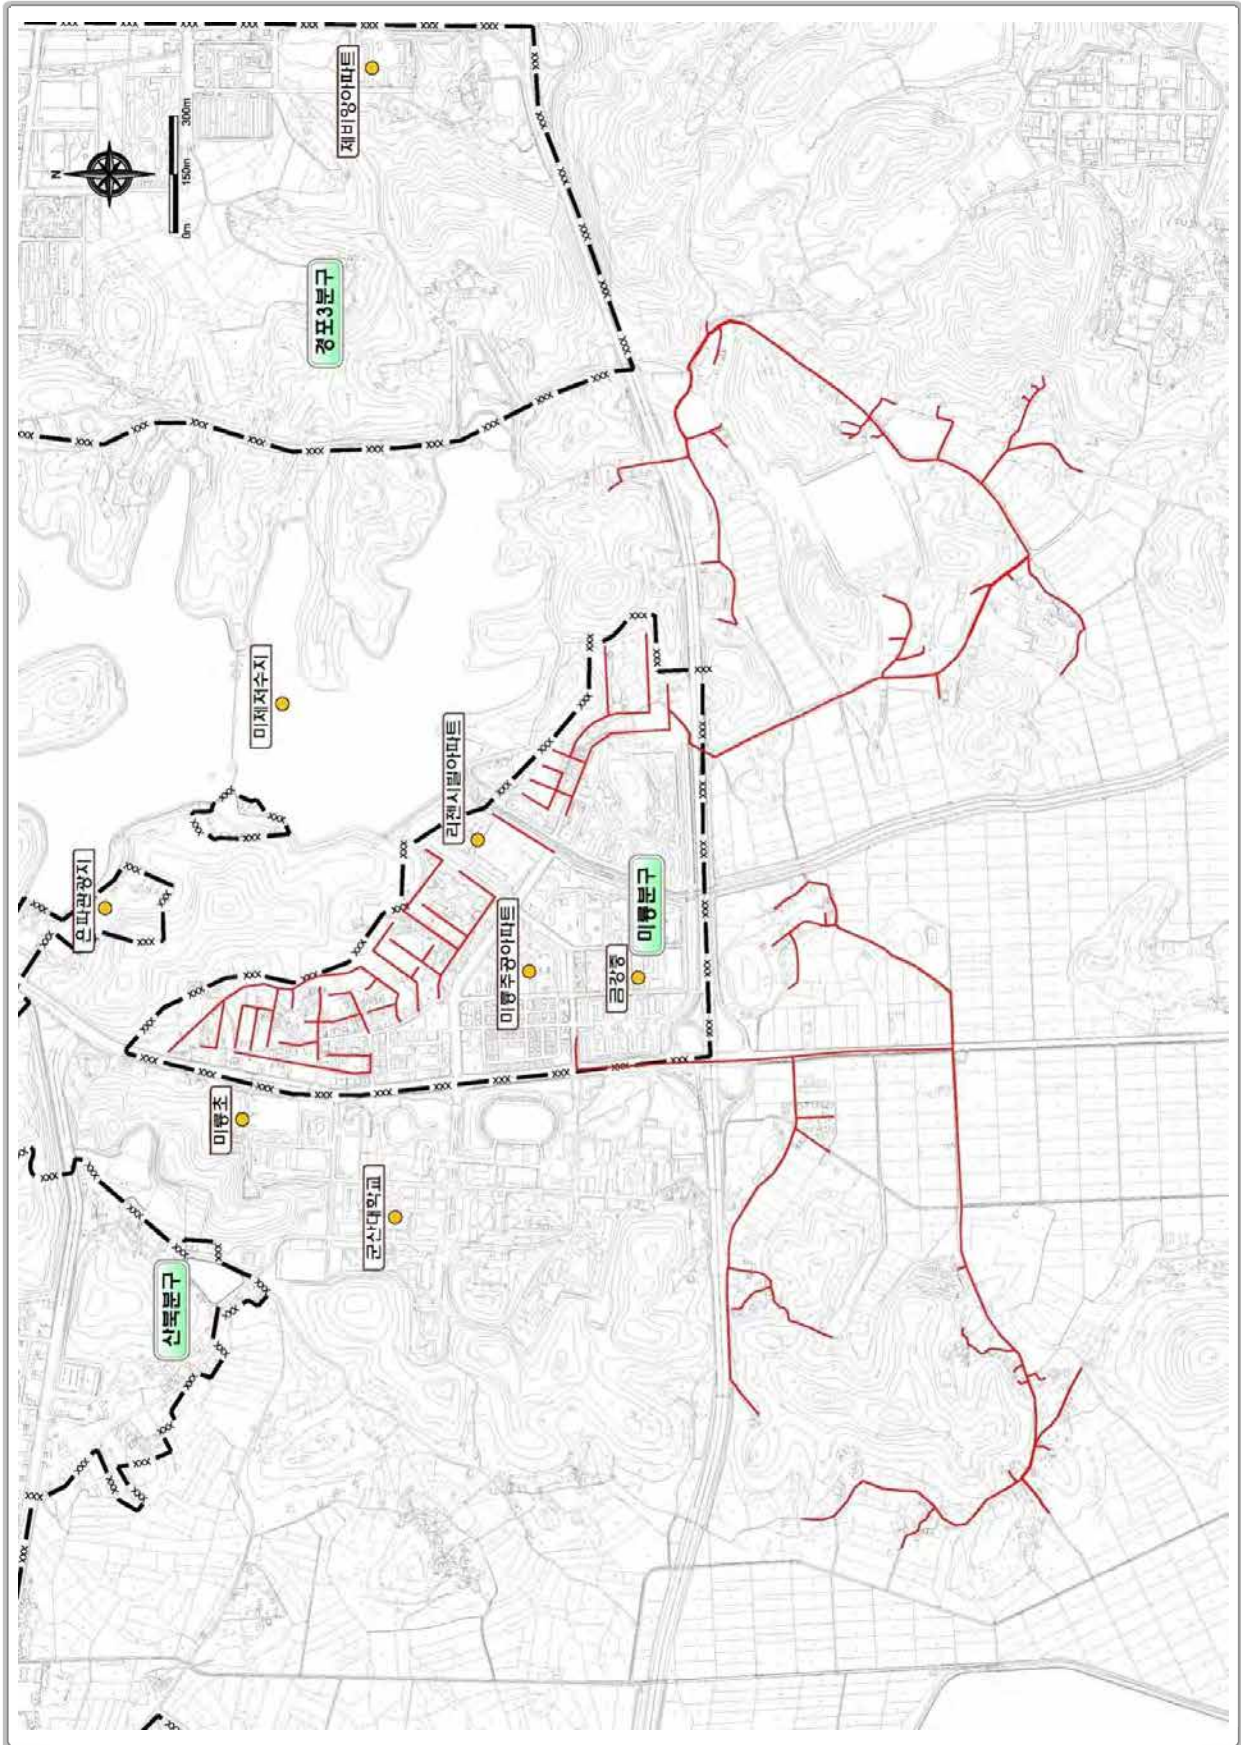 N
은파관광지
산북분구
0m 150m 300m
미룡초
미제저수지
경포3분구
제비앙아파트
군산대학교
리젠시빌아파트
미룡주공아파트
금강중
미룡분구